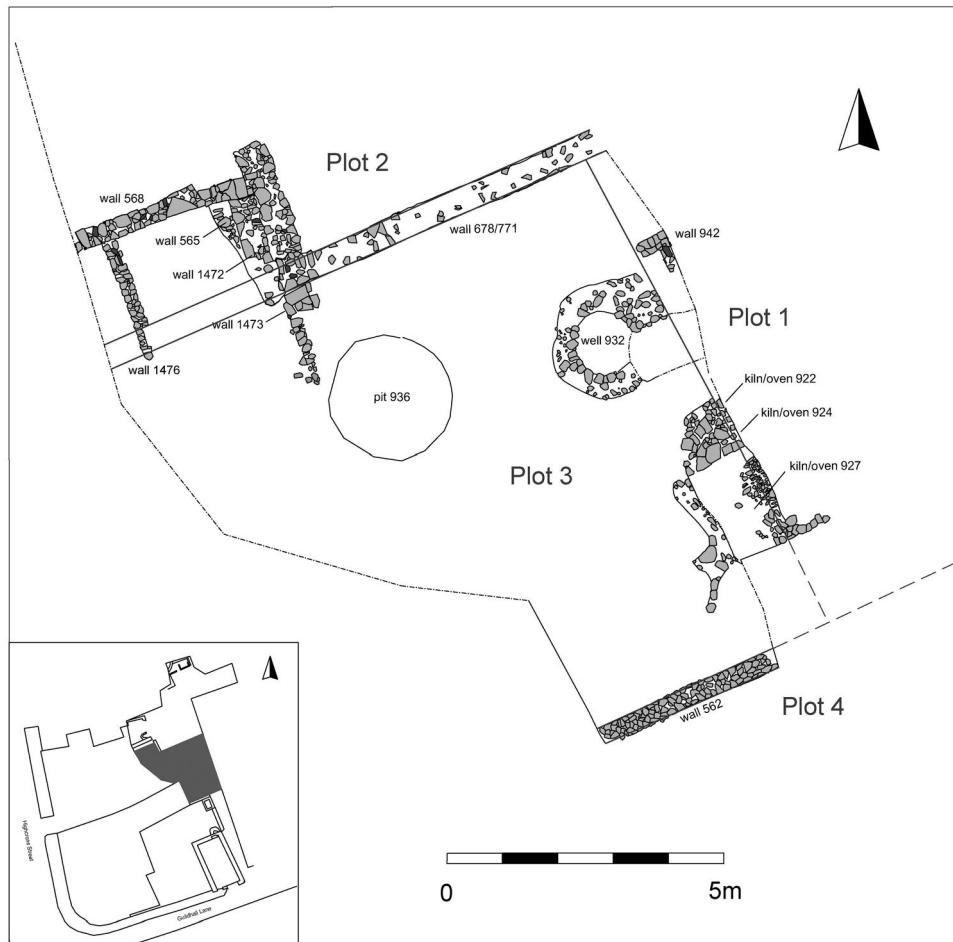 Plot 2
wall 568
wall 565
wall 678/771
wall 942
wall 1472
wall 1473
Plot 1
well 932
wall 1476
kiln/oven 922
pit 936
kiln/oven 924
kiln/oven 927
Plot 3
wall 562
Plot 4
Highcross Street
Guildhall Lane
0
5m